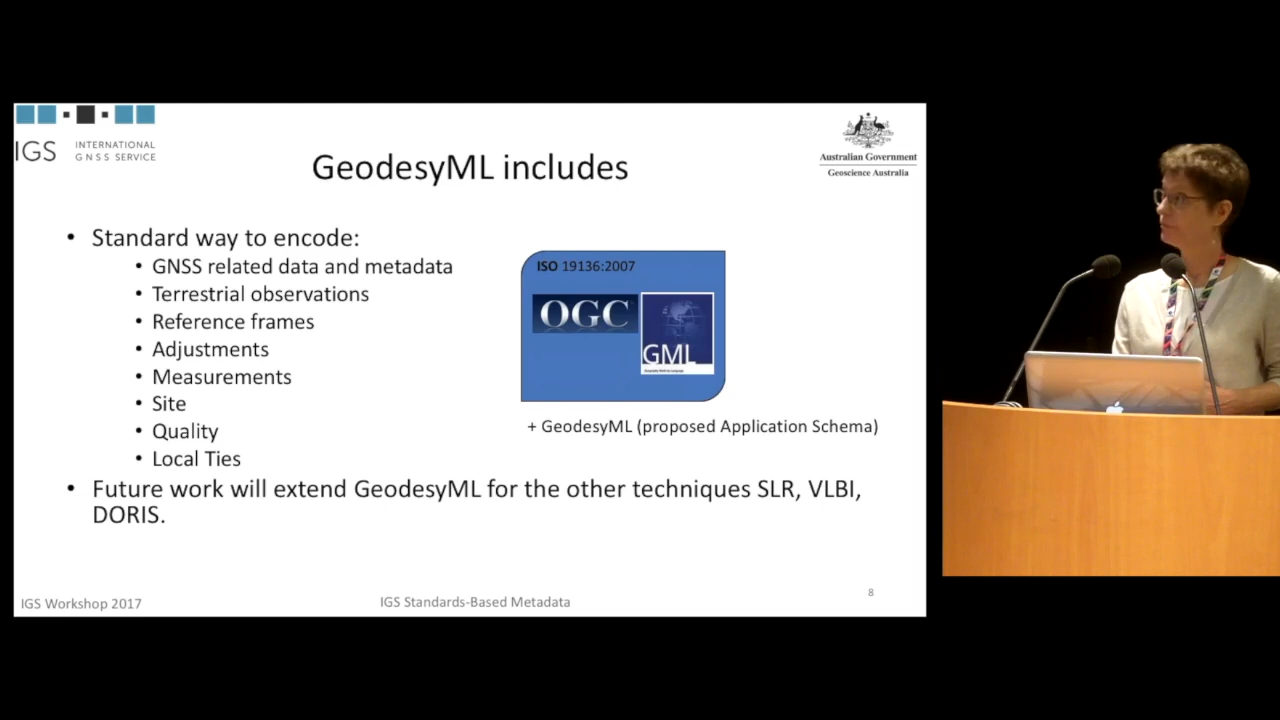 IGS INTERNATIONAL
GNSS SERVICE
Australian Government
Geoscience Australia
GeodesyML includes
• Standard way to encode:
• GNSS related data and metadata
• Terrestrial observations
• Reference frames
• Adjustments
• Measurements
• Site
• Quality
• Local Ties
• Future work will extend GeodesyML for the other techniques SLR, VLBI,
DORIS.
ISO 19136:2007
OGC
GML
+ GeodesyML (proposed Application Schema)
IGS Workshop 2017
IGS Standards-Based Metadata
8